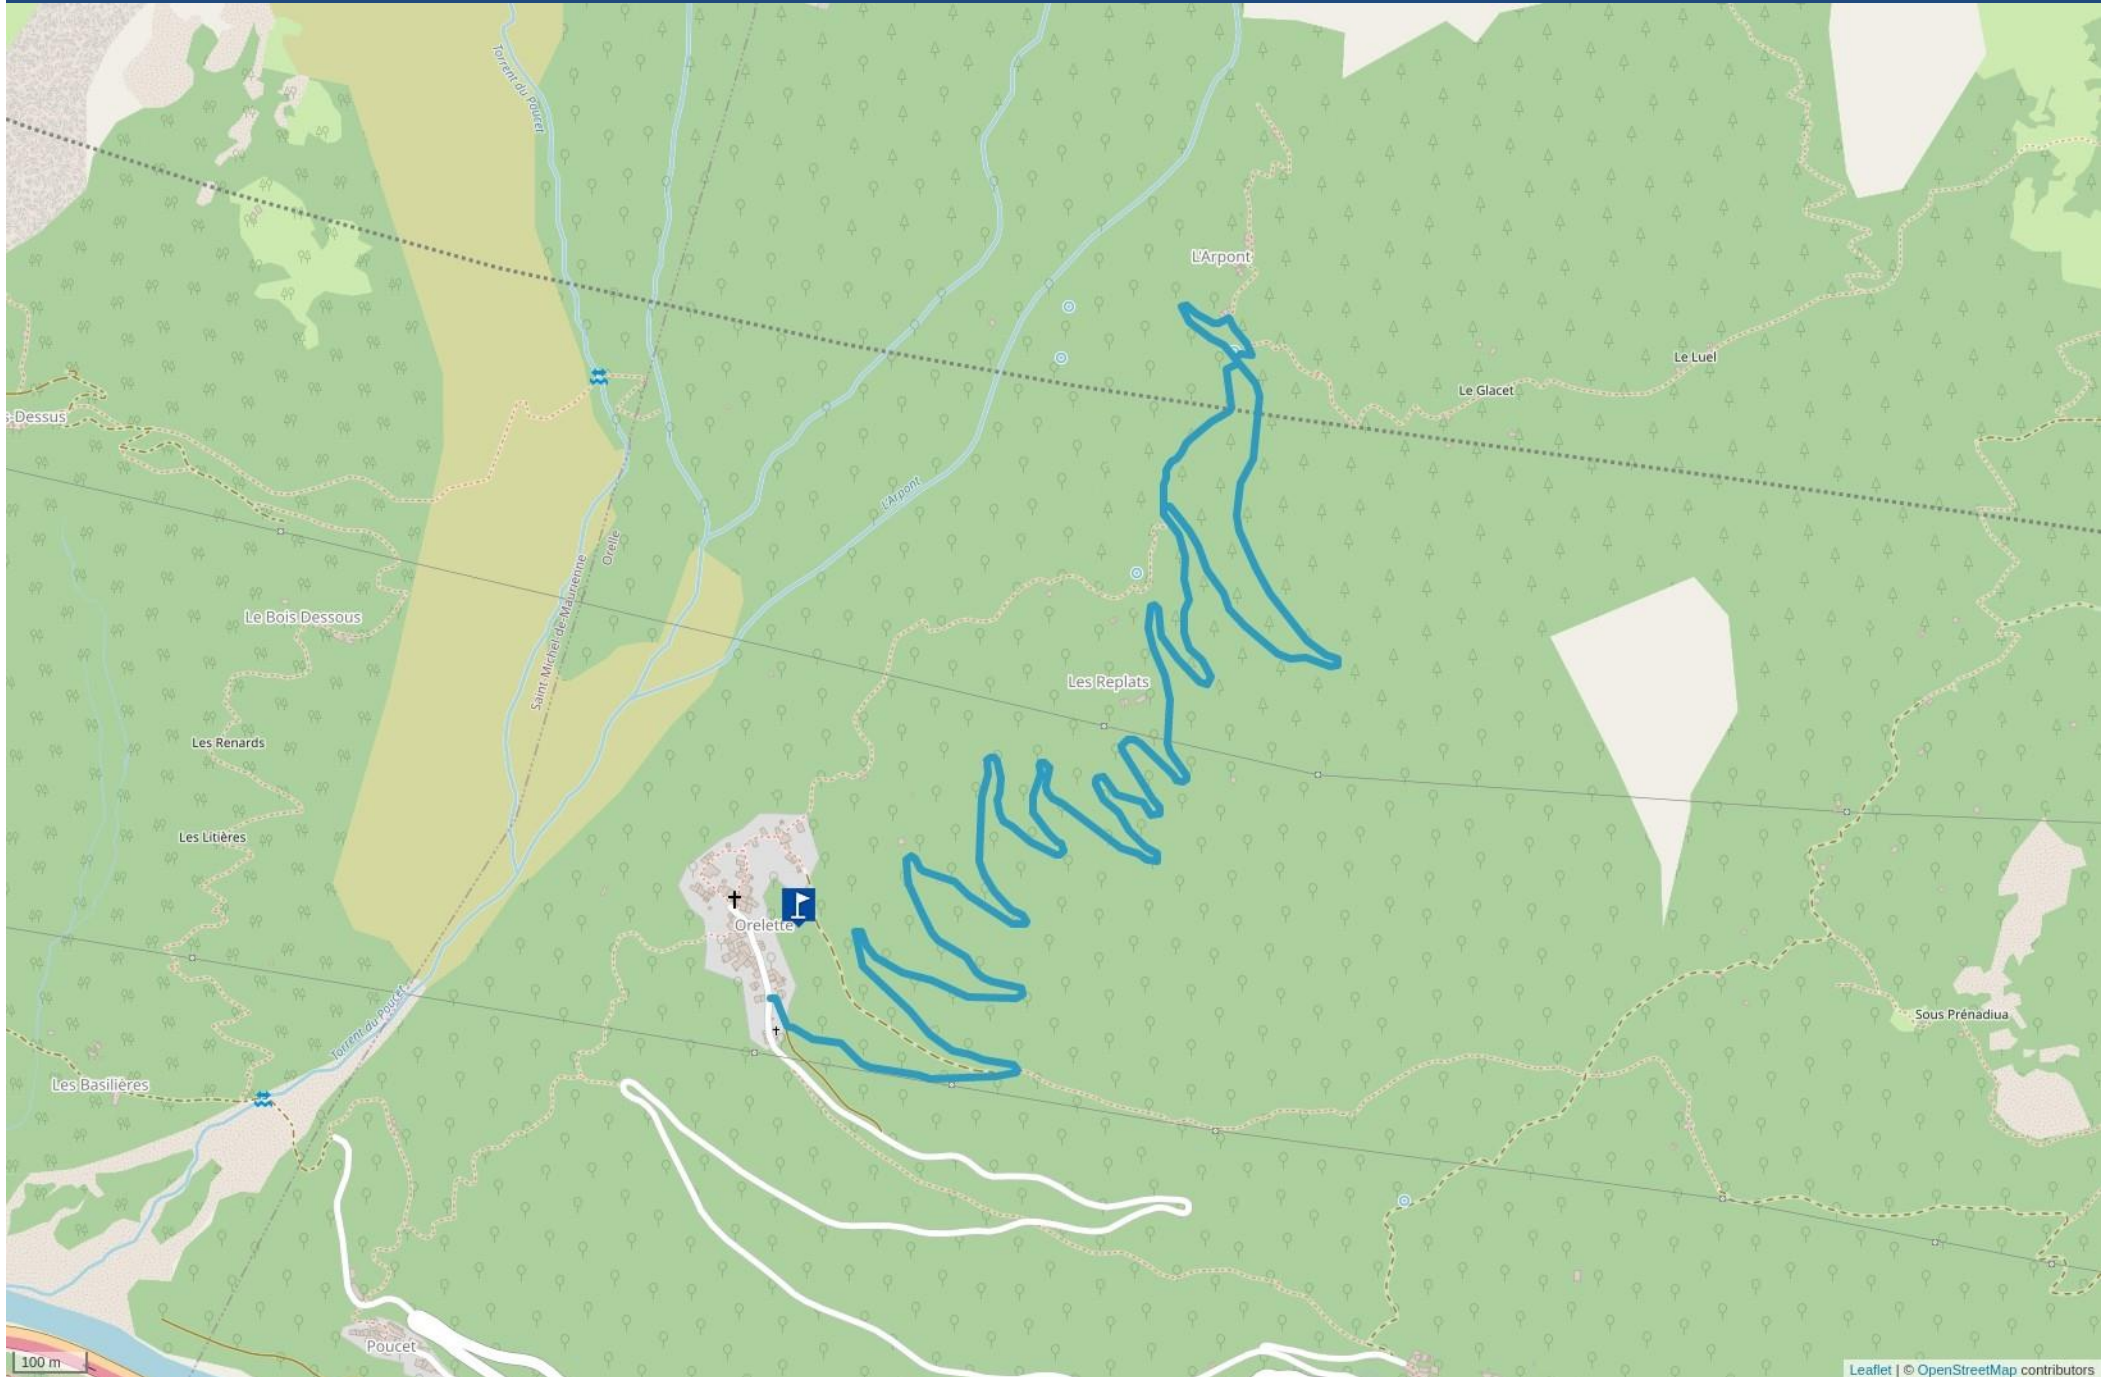 Torrent du Poucet
L'Arpont
Le Luel
Le Glacet
s-Dessus
L'Arpont
Orelle
Saint-Michel-de-Maurienne
Le Bois Dessous
Les Replats
Les Renards
Les Litières
Orelette
Torrent du Poucet
Sous Prénadiua
Les Basilières
Poucet
100 m
Leaflet | © OpenStreetMap contributors